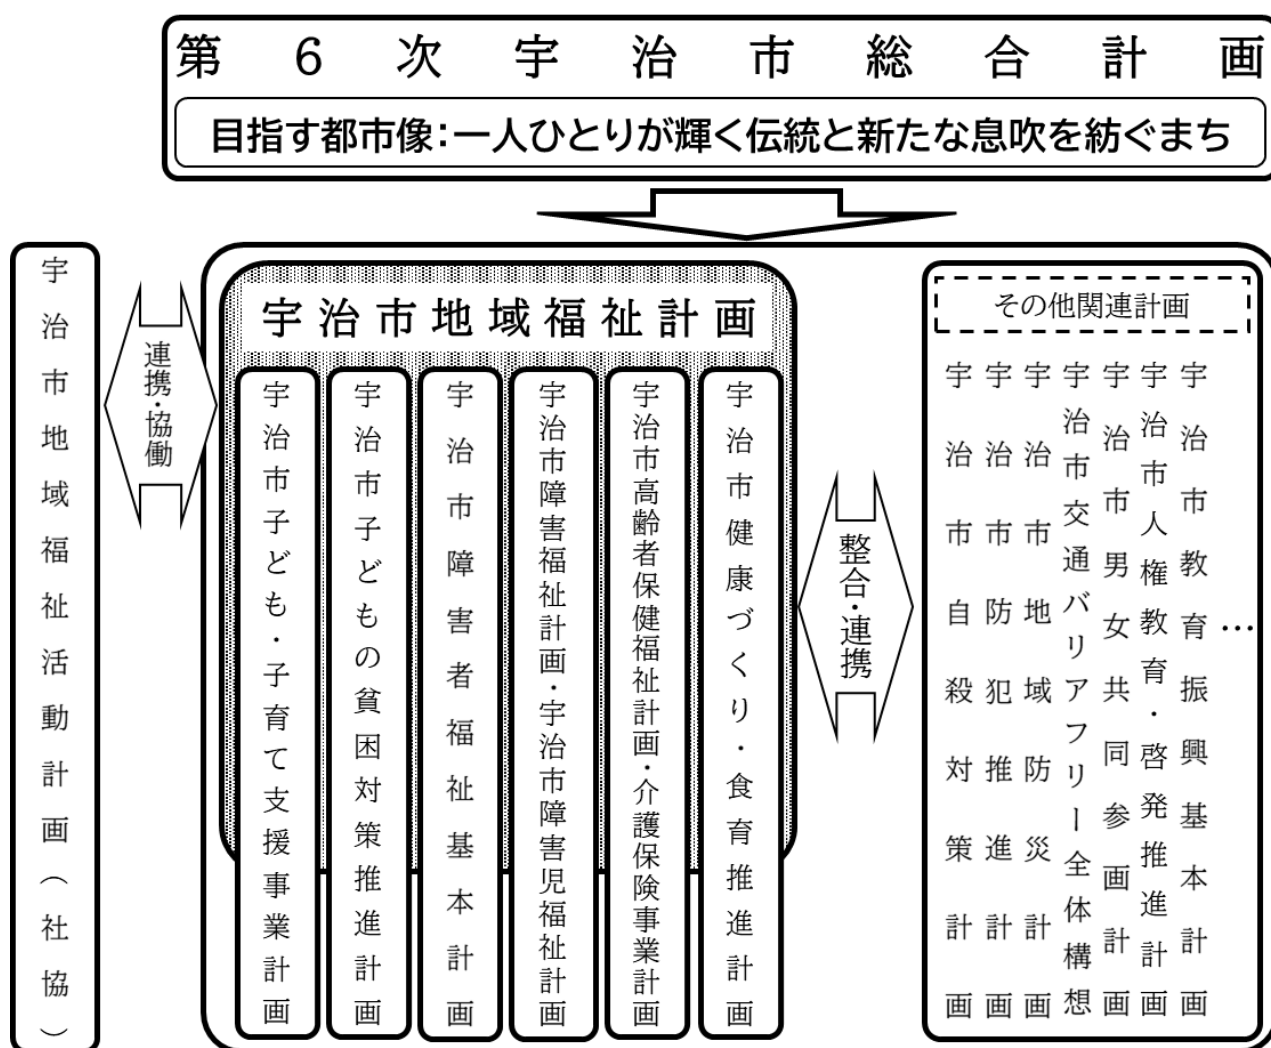 第6次宇治市総合計画
目指す都市像：一人ひとりが輝く伝統と新たな息吹を紡ぐまち
宇治市地域福祉活動計画（社協）
連携・協働
宇治市地域福祉計画
宇治市子ども・子育て支援事業計画
宇治市子どもの貧困対策推進計画
宇治市障害者福祉基本計画
宇治市障害福祉計画・宇治市障害児福祉計画
宇治市高齢者保健福祉計画・介護保険事業計画
宇治市健康づくり・食育推進計画
整合・連携
その他関連計画
宇治市自殺対策計画
宇治市防犯推進計画
宇治市地域防災計画
宇治市交通バリアフリー全体構想
宇治市男女共同参画計画
宇治市人権教育・啓発推進計画
宇治市教育振興基本計画
…